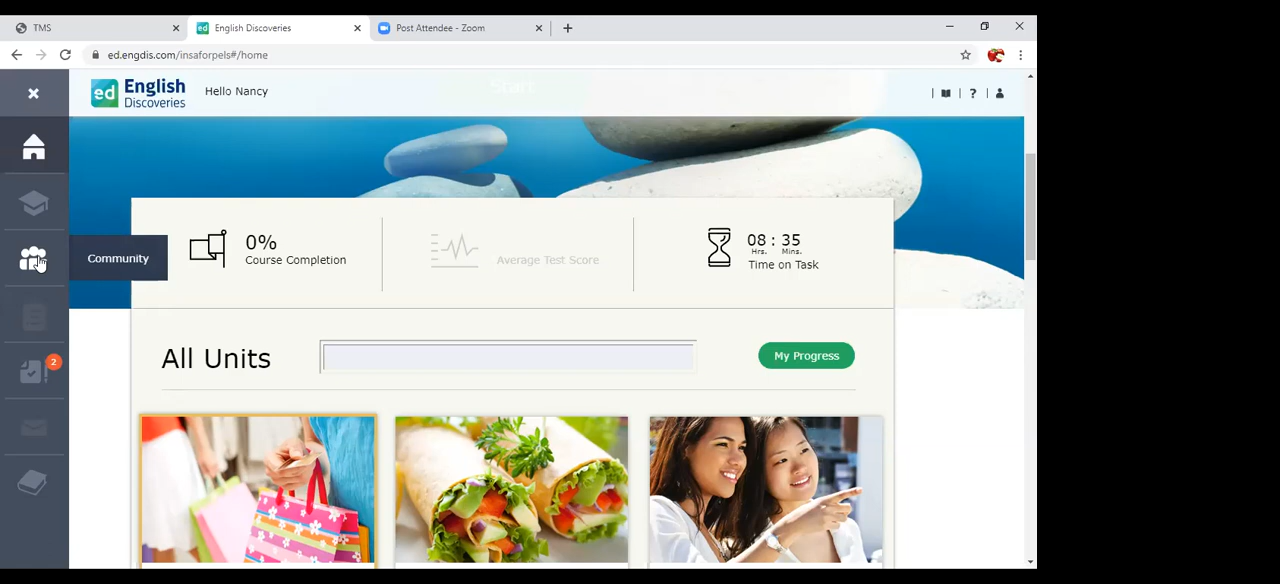 TMS
English Discoveries
Post Attendee - Zoom
ed.engdis.com/insaforpels#/home
ed English Discoveries
Hello Nancy
Start
?
Community
0%
Course Completion
Average Test Score
08 : 35
Hrs. Mins.
Time on Task
2
All Units
My Progress